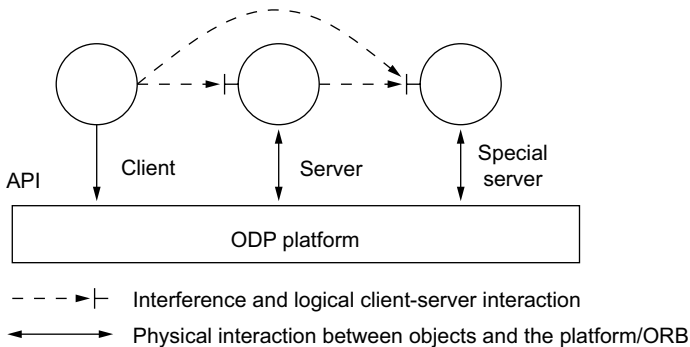 API
Client
Server
Special
server
ODP platform
Interference and logical client-server interaction
Physical interaction between objects and the platform/ORB